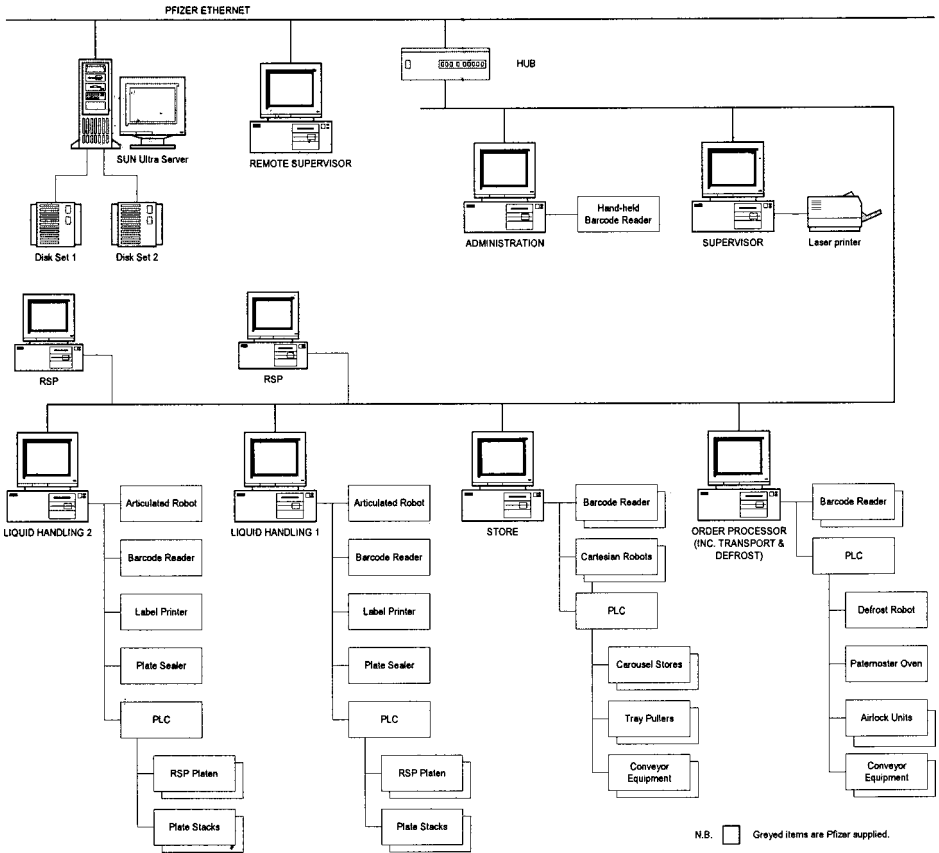 PFIZER ETHERNET
HUB
SUN Ultra Server
REMOTE SUPERVISOR
Disk Set 1
Disk Set 2
ADMINISTRATION
Hand-held
Barcode Reader
SUPERVISOR
Laser printer
RSP
RSP
LIQUID HANDLING 2
Articulated Robot
Barcode Reader
Label Printer
Plate Sealer
PLC
RSP Platen
Plate Stacks
LIQUID HANDLING 1
Articulated Robot
Barcode Reader
Label Printer
Plate Sealer
PLC
RSP Platen
Plate Stacks
STORE
Barcode Reader
Cartesian Robots
PLC
Carousel Stores
Tray Pullers
Conveyor
Equipment
ORDER PROCESSOR
(INC. TRANSPORT &
DEFROST)
Barcode Reader
PLC
Defrost Robot
Paternoster Oven
Airlock Units
Conveyor
Equipment
N.B. Greyed items are Pfizer supplied.